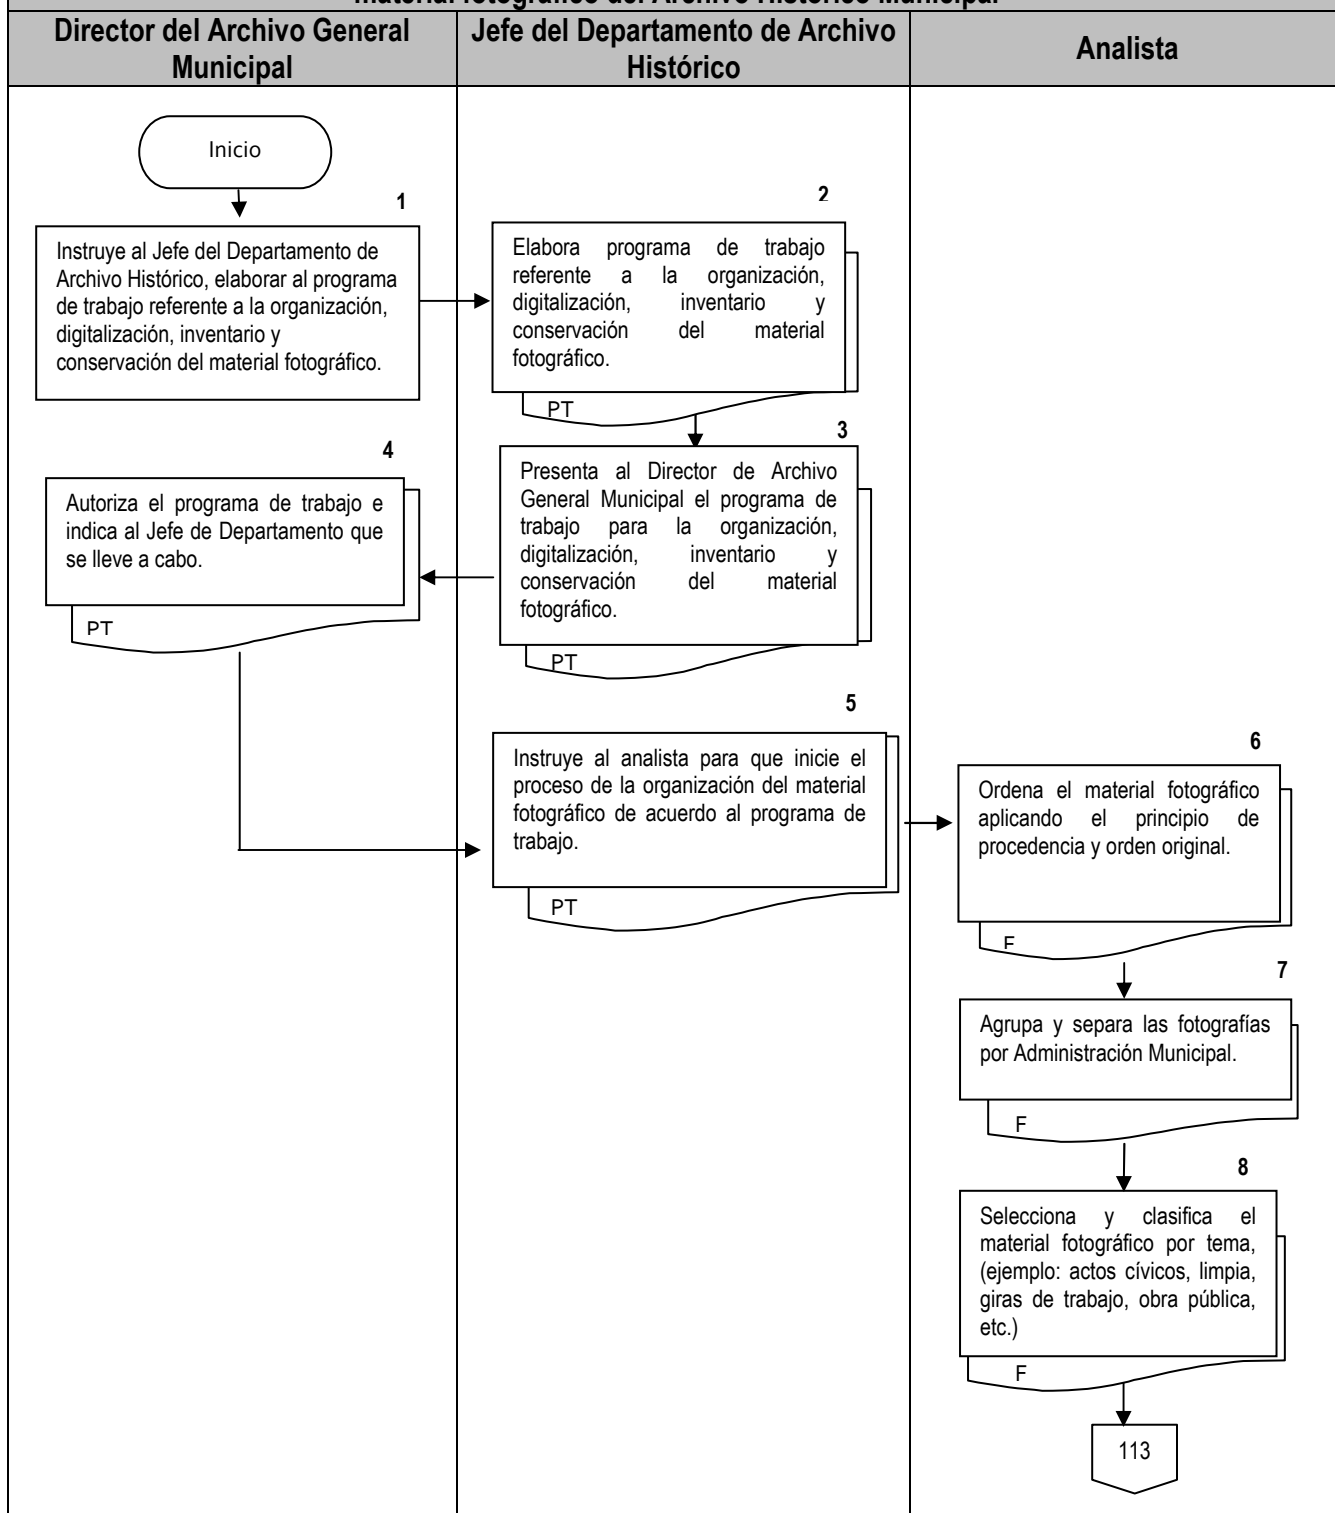 material fotográfico del Archivo Histórico Municipal
Director del Archivo General
Municipal
Jefe del Departamento de Archivo
Histórico
Analista
Inicio
1
Instruye al Jefe del Departamento de
Archivo Histórico, elaborar al programa
de trabajo referente a la organización,
digitalización, inventario y
conservación del material fotográfico.
2
Elabora programa de trabajo
referente a la organización,
digitalización, inventario y
conservación del material
fotográfico.
PT
3
Presenta al Director de Archivo
General Municipal el programa de
trabajo para la organización,
digitalización, inventario y
conservación del material
fotográfico.
PT
4
Autoriza el programa de trabajo e
indica al Jefe de Departamento que
se lleve a cabo.
PT
5
Instruye al analista para que inicie el
proceso de la organización del material
fotográfico de acuerdo al programa de
trabajo.
PT
6
Ordena el material fotográfico
aplicando el principio de
procedencia y orden original.
F
7
Agrupa y separa las fotografías
por Administración Municipal.
F
8
Selecciona y clasifica el
material fotográfico por tema,
(ejemplo: actos cívicos, limpia,
giras de trabajo, obra pública,
etc.)
F
113